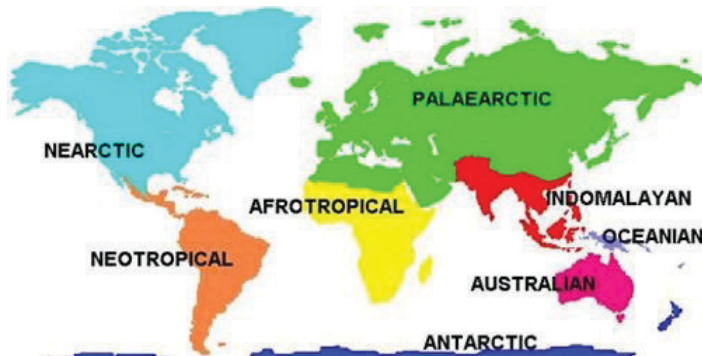 PALAEARCTIC
NEARCTIC
INDOMALAYAN
AFROTROPICAL
OCEANIAN
NEOTROPICAL
AUSTRALIAN
ANTARCTIC